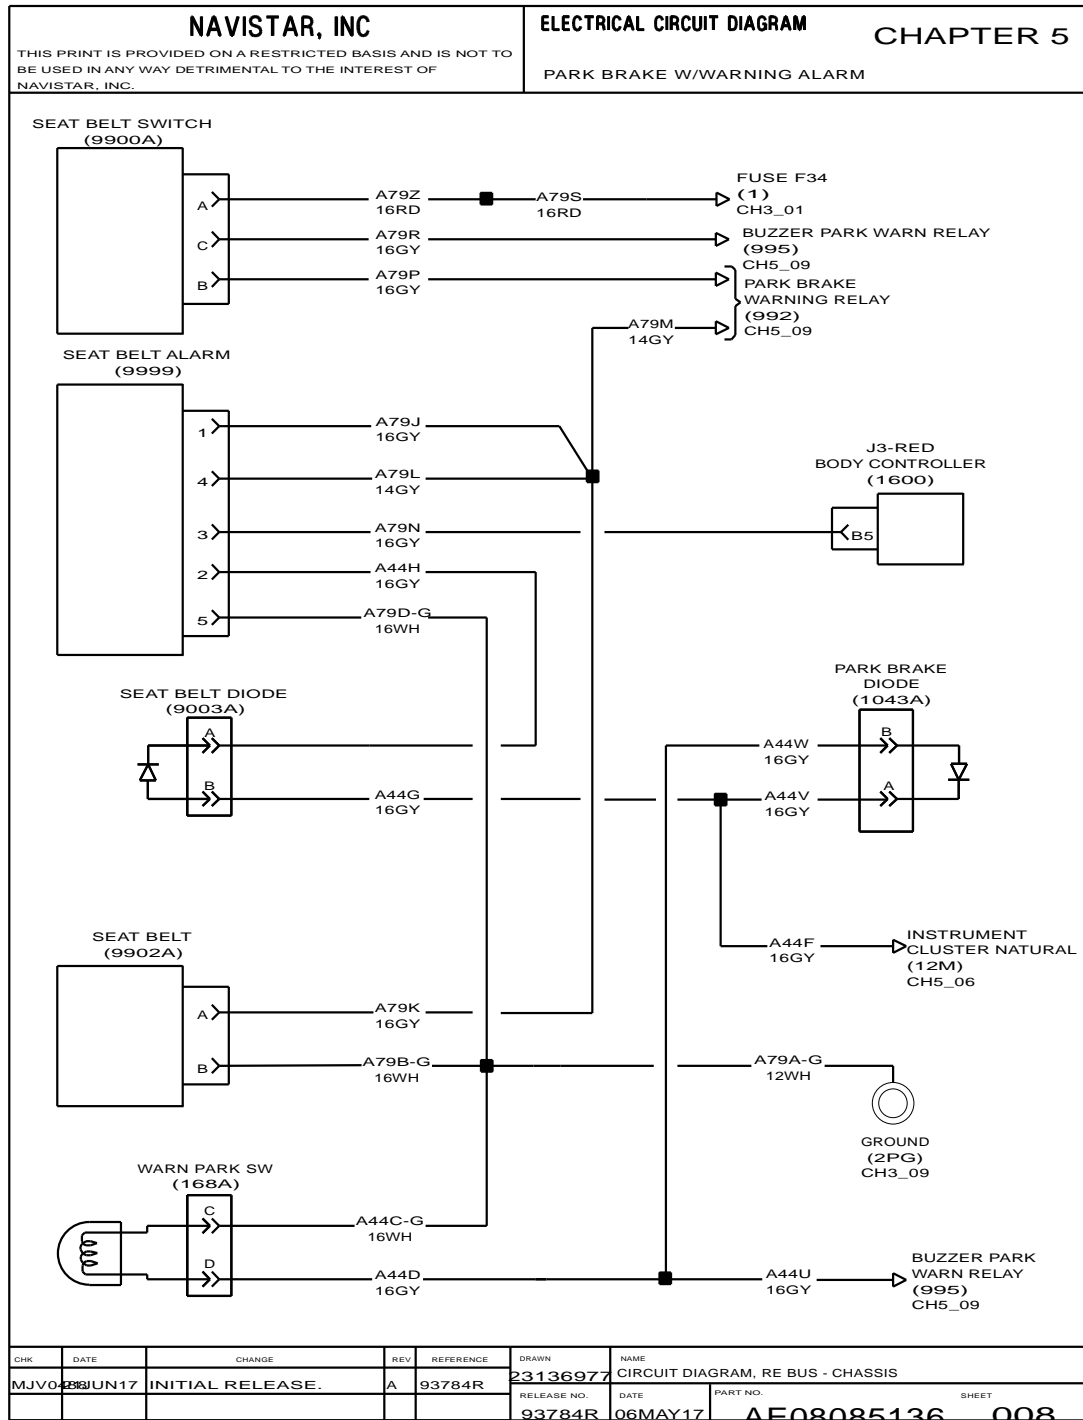 NAVISTAR, INC
THIS PRINT IS PROVIDED ON A RESTRICTED BASIS AND IS NOT TO
BE USED IN ANY WAY DETRIMENTAL TO THE INTEREST OF
NAVISTAR, INC.
ELECTRICAL CIRCUIT DIAGRAM
CHAPTER 5
PARK BRAKE W/WARNING ALARM
SEAT BELT SWITCH
(9900A)
A
A79Z
16RD
A79S
16RD
FUSE F34
(1)
CH3_01
C
A79R
16GY
BUZZER PARK WARN RELAY
(995)
CH5_09
B
A79P
16GY
PARK BRAKE
WARNING RELAY
(992)
CH5_09
A79M
14GY
SEAT BELT ALARM
(9999)
1
A79J
16GY
4
A79L
14GY
3
A79N
16GY
2
A44H
16GY
5
A79D-G
16WH
J3-RED
BODY CONTROLLER
(1600)
B5
SEAT BELT DIODE
(9003A)
A
B
A44G
16GY
PARK BRAKE
DIODE
(1043A)
A44W
16GY
B
A44V
16GY
A
A44F
16GY
INSTRUMENT
CLUSTER NATURAL
(12M)
CH5_06
SEAT BELT
(9902A)
A
A79K
16GY
B
A79B-G
16WH
A79A-G
12WH
GROUND
(2PG)
CH3_09
WARN PARK SW
(168A)
C
A44C-G
16WH
D
A44D
16GY
A44U
16GY
BUZZER PARK
WARN RELAY
(995)
CH5_09
CHK DATE CHANGE REV REFERENCE
INITIAL RELEASE. A 93784R
DRAWN
23136977
NAME
CIRCUIT DIAGRAM, RE BUS - CHASSIS
RELEASE NO.
93784R
DATE
06MAY17
PART NO.
AE08085136
SHEET
008